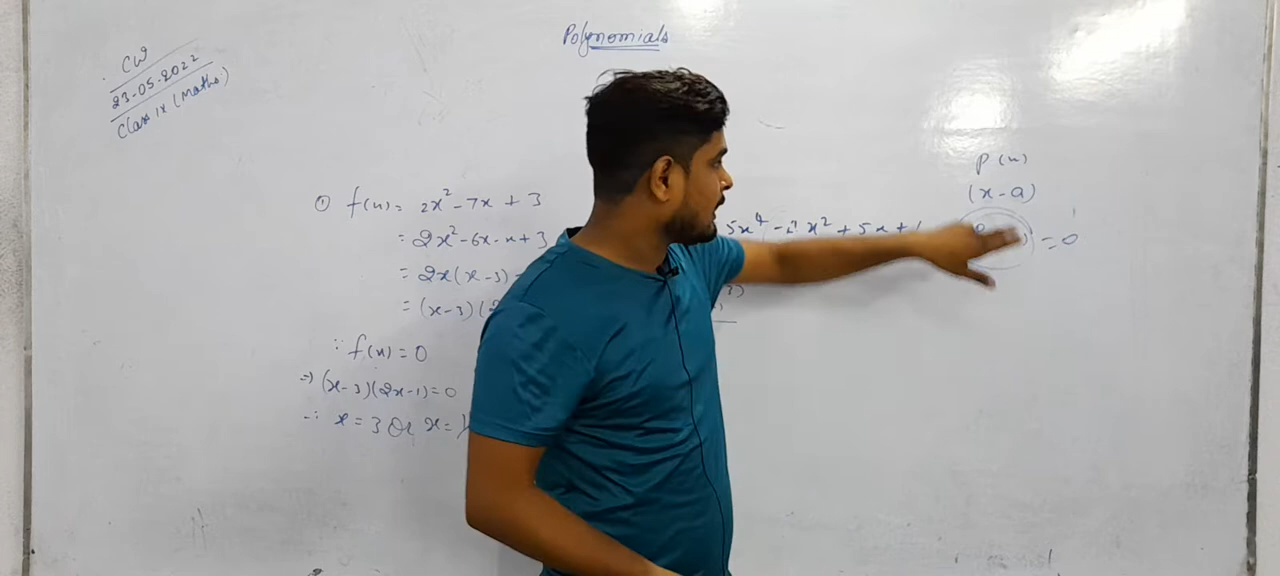 CW
23-05-2022
Class IX (Maths)
Polynomials
① f(x) = 2x² - 7x + 3
= 2x² - 6x - x + 3
= 2x(x-3)
= (x-3)(2
∵ f(x) = 0
⇒ (x-3)(2x-1) = 0
∴ x = 3 Or x =
5x⁴ - x² + 5x +
P(x)
(x-a)
= 0